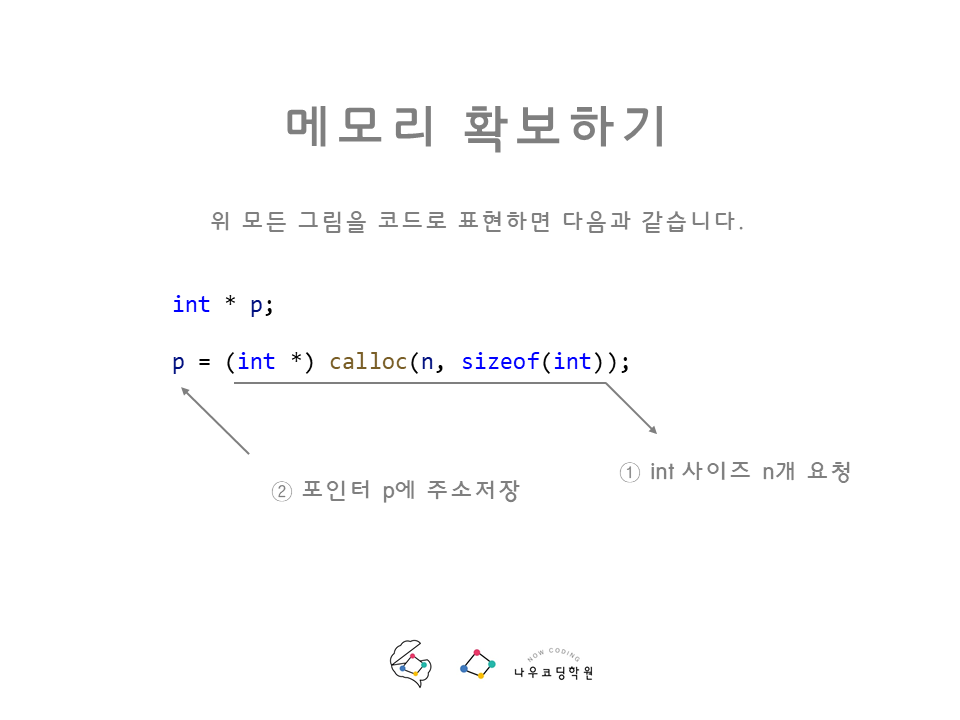 메모리 확보하기
위 모든 그림을 코드로 표현하면 다음과 같습니다.
int * p;
p = (int *) calloc(n, sizeof(int));
① int 사이즈 n개 요청
② 포인터 p에 주소저장
NOW CODING
나우코딩학원